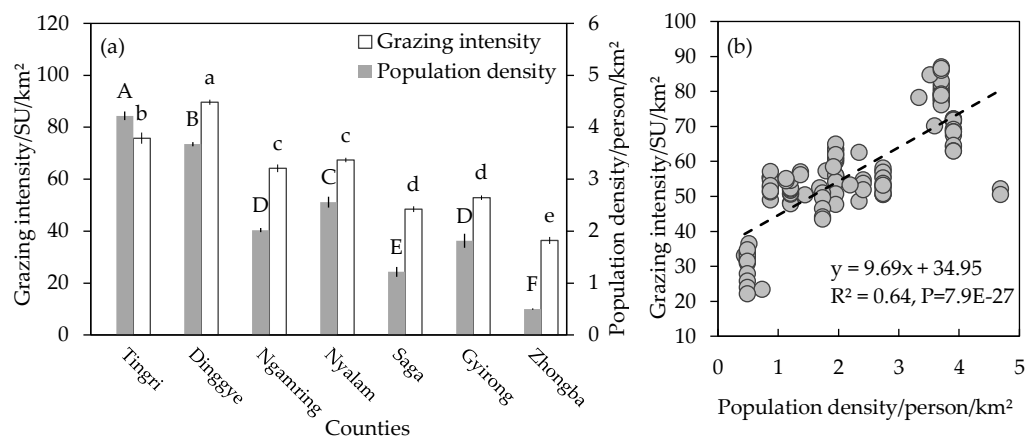 (a)
Grazing intensity
Population density
Grazing intensity/SU/km²
120
100
80
60
40
20
0
A
b
B
a
D
c
C
c
E
d
D
d
F
e
6
5
4
3
2
1
0
Population density/person/km²
Tingri
Dinggye
Ngamring
Nyalam
Saga
Gyirong
Zhongba
Counties
(b)
Grazing intensity/SU/km²
100
90
80
70
60
50
40
30
20
10
y = 9.69x + 34.95
R² = 0.64, P=7.9E-27
0
1
2
3
4
5
Population density/person/km²